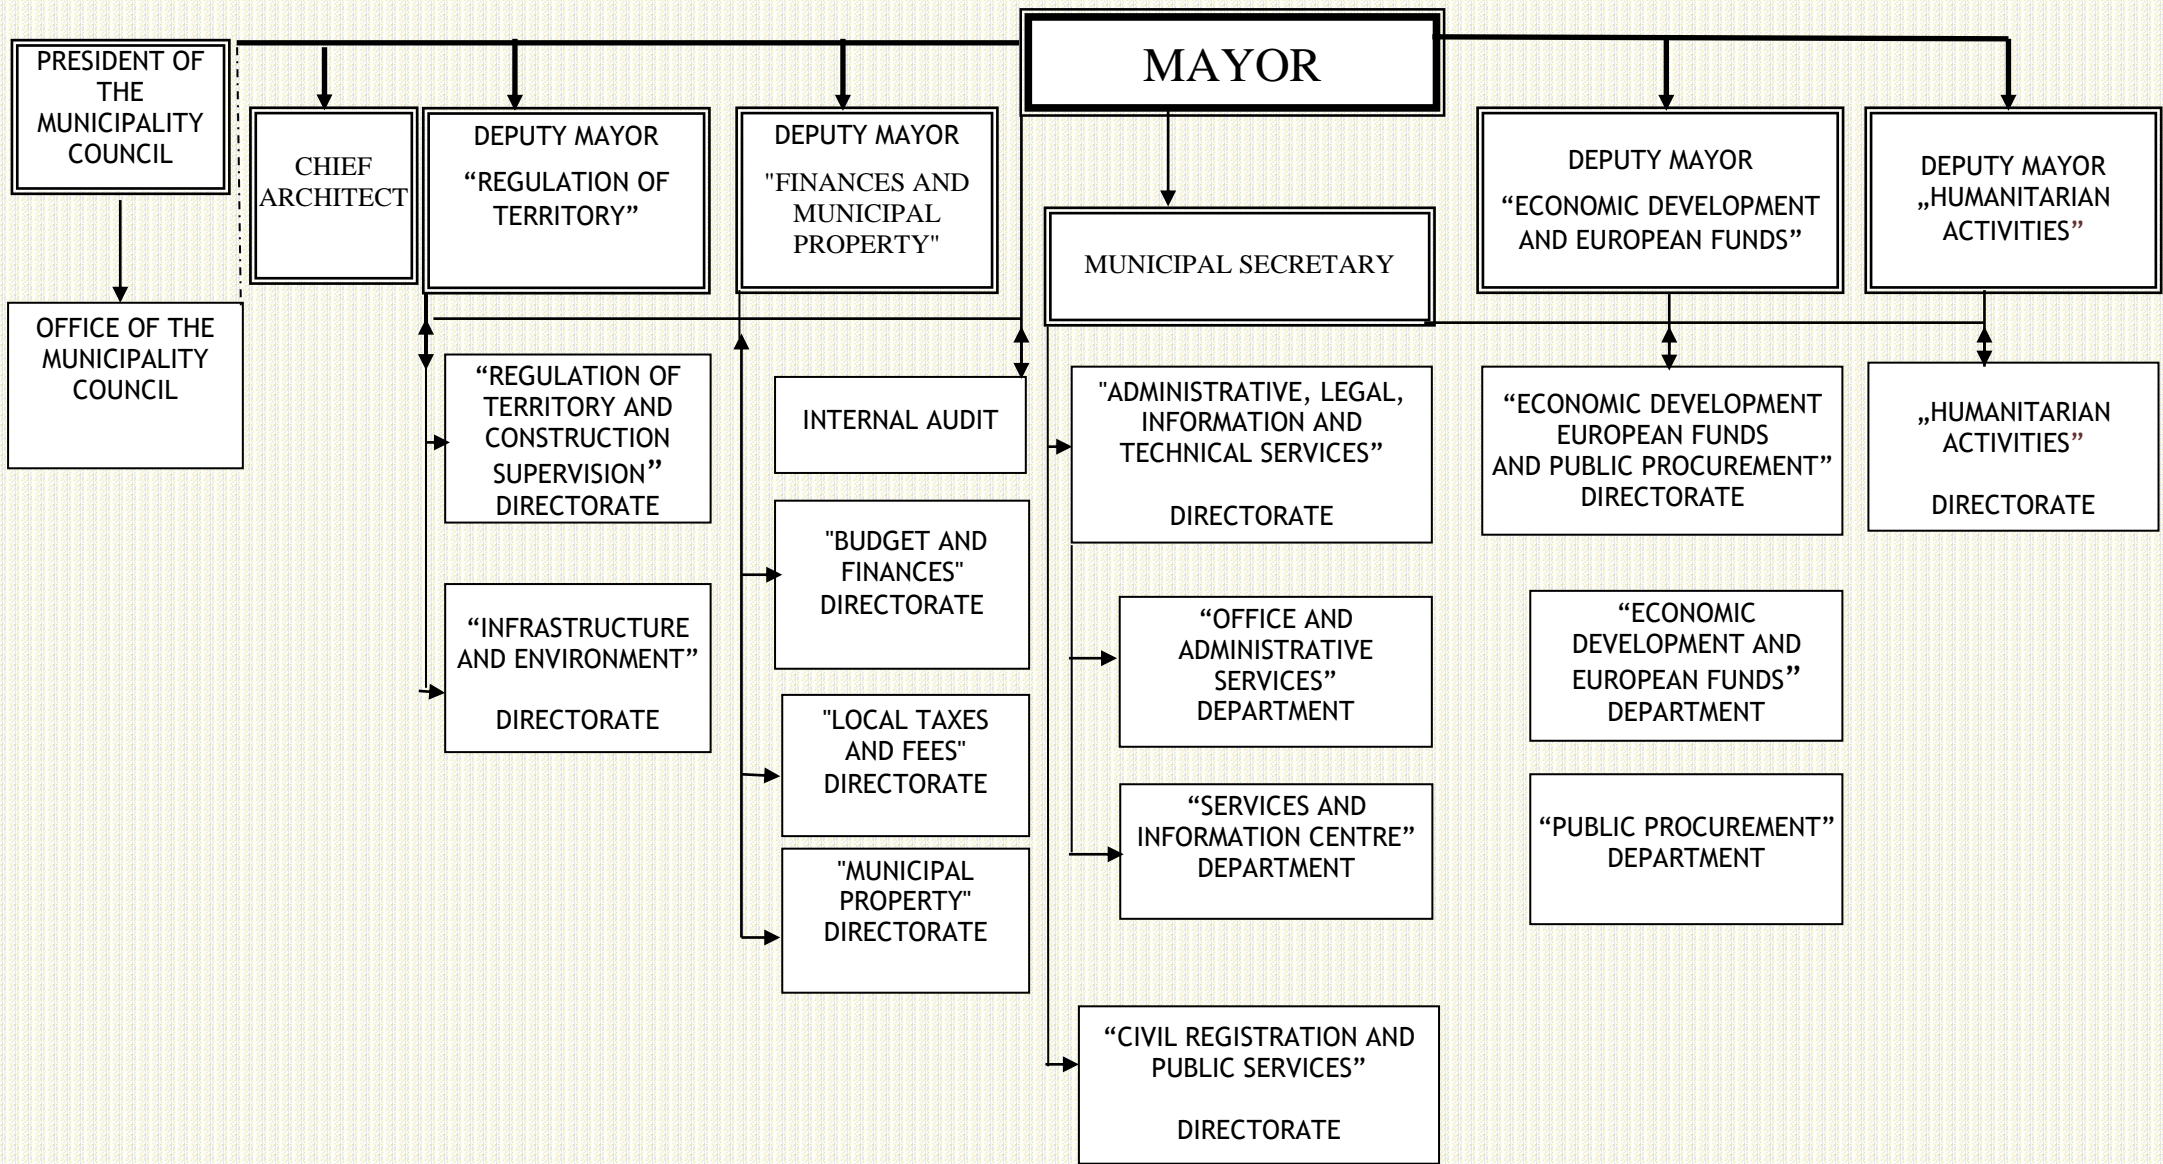 MAYOR
PRESIDENT OF
THE
MUNICIPALITY
COUNCIL
CHIEF
ARCHITECT
DEPUTY MAYOR
“REGULATION OF
TERRITORY”
DEPUTY MAYOR
"FINANCES AND
MUNICIPAL
PROPERTY"
MUNICIPAL SECRETARY
DEPUTY MAYOR
“ECONOMIC DEVELOPMENT
AND EUROPEAN FUNDS”
DEPUTY MAYOR
„HUMANITARIAN
ACTIVITIES”
OFFICE OF THE
MUNICIPALITY
COUNCIL
“REGULATION OF
TERRITORY AND
CONSTRUCTION
SUPERVISION”
DIRECTORATE
INTERNAL AUDIT
"ADMINISTRATIVE, LEGAL,
INFORMATION AND
TECHNICAL SERVICES”
DIRECTORATE
“ECONOMIC DEVELOPMENT
EUROPEAN FUNDS
AND PUBLIC PROCUREMENT”
DIRECTORATE
„HUMANITARIAN
ACTIVITIES”
DIRECTORATE
"BUDGET AND
FINANCES"
DIRECTORATE
“INFRASTRUCTURE
AND ENVIRONMENT”
DIRECTORATE
“OFFICE AND
ADMINISTRATIVE
SERVICES”
DEPARTMENT
“ECONOMIC
DEVELOPMENT AND
EUROPEAN FUNDS”
DEPARTMENT
"LOCAL TAXES
AND FEES"
DIRECTORATE
“SERVICES AND
INFORMATION CENTRE”
DEPARTMENT
“PUBLIC PROCUREMENT”
DEPARTMENT
"MUNICIPAL
PROPERTY"
DIRECTORATE
“CIVIL REGISTRATION AND
PUBLIC SERVICES”
DIRECTORATE